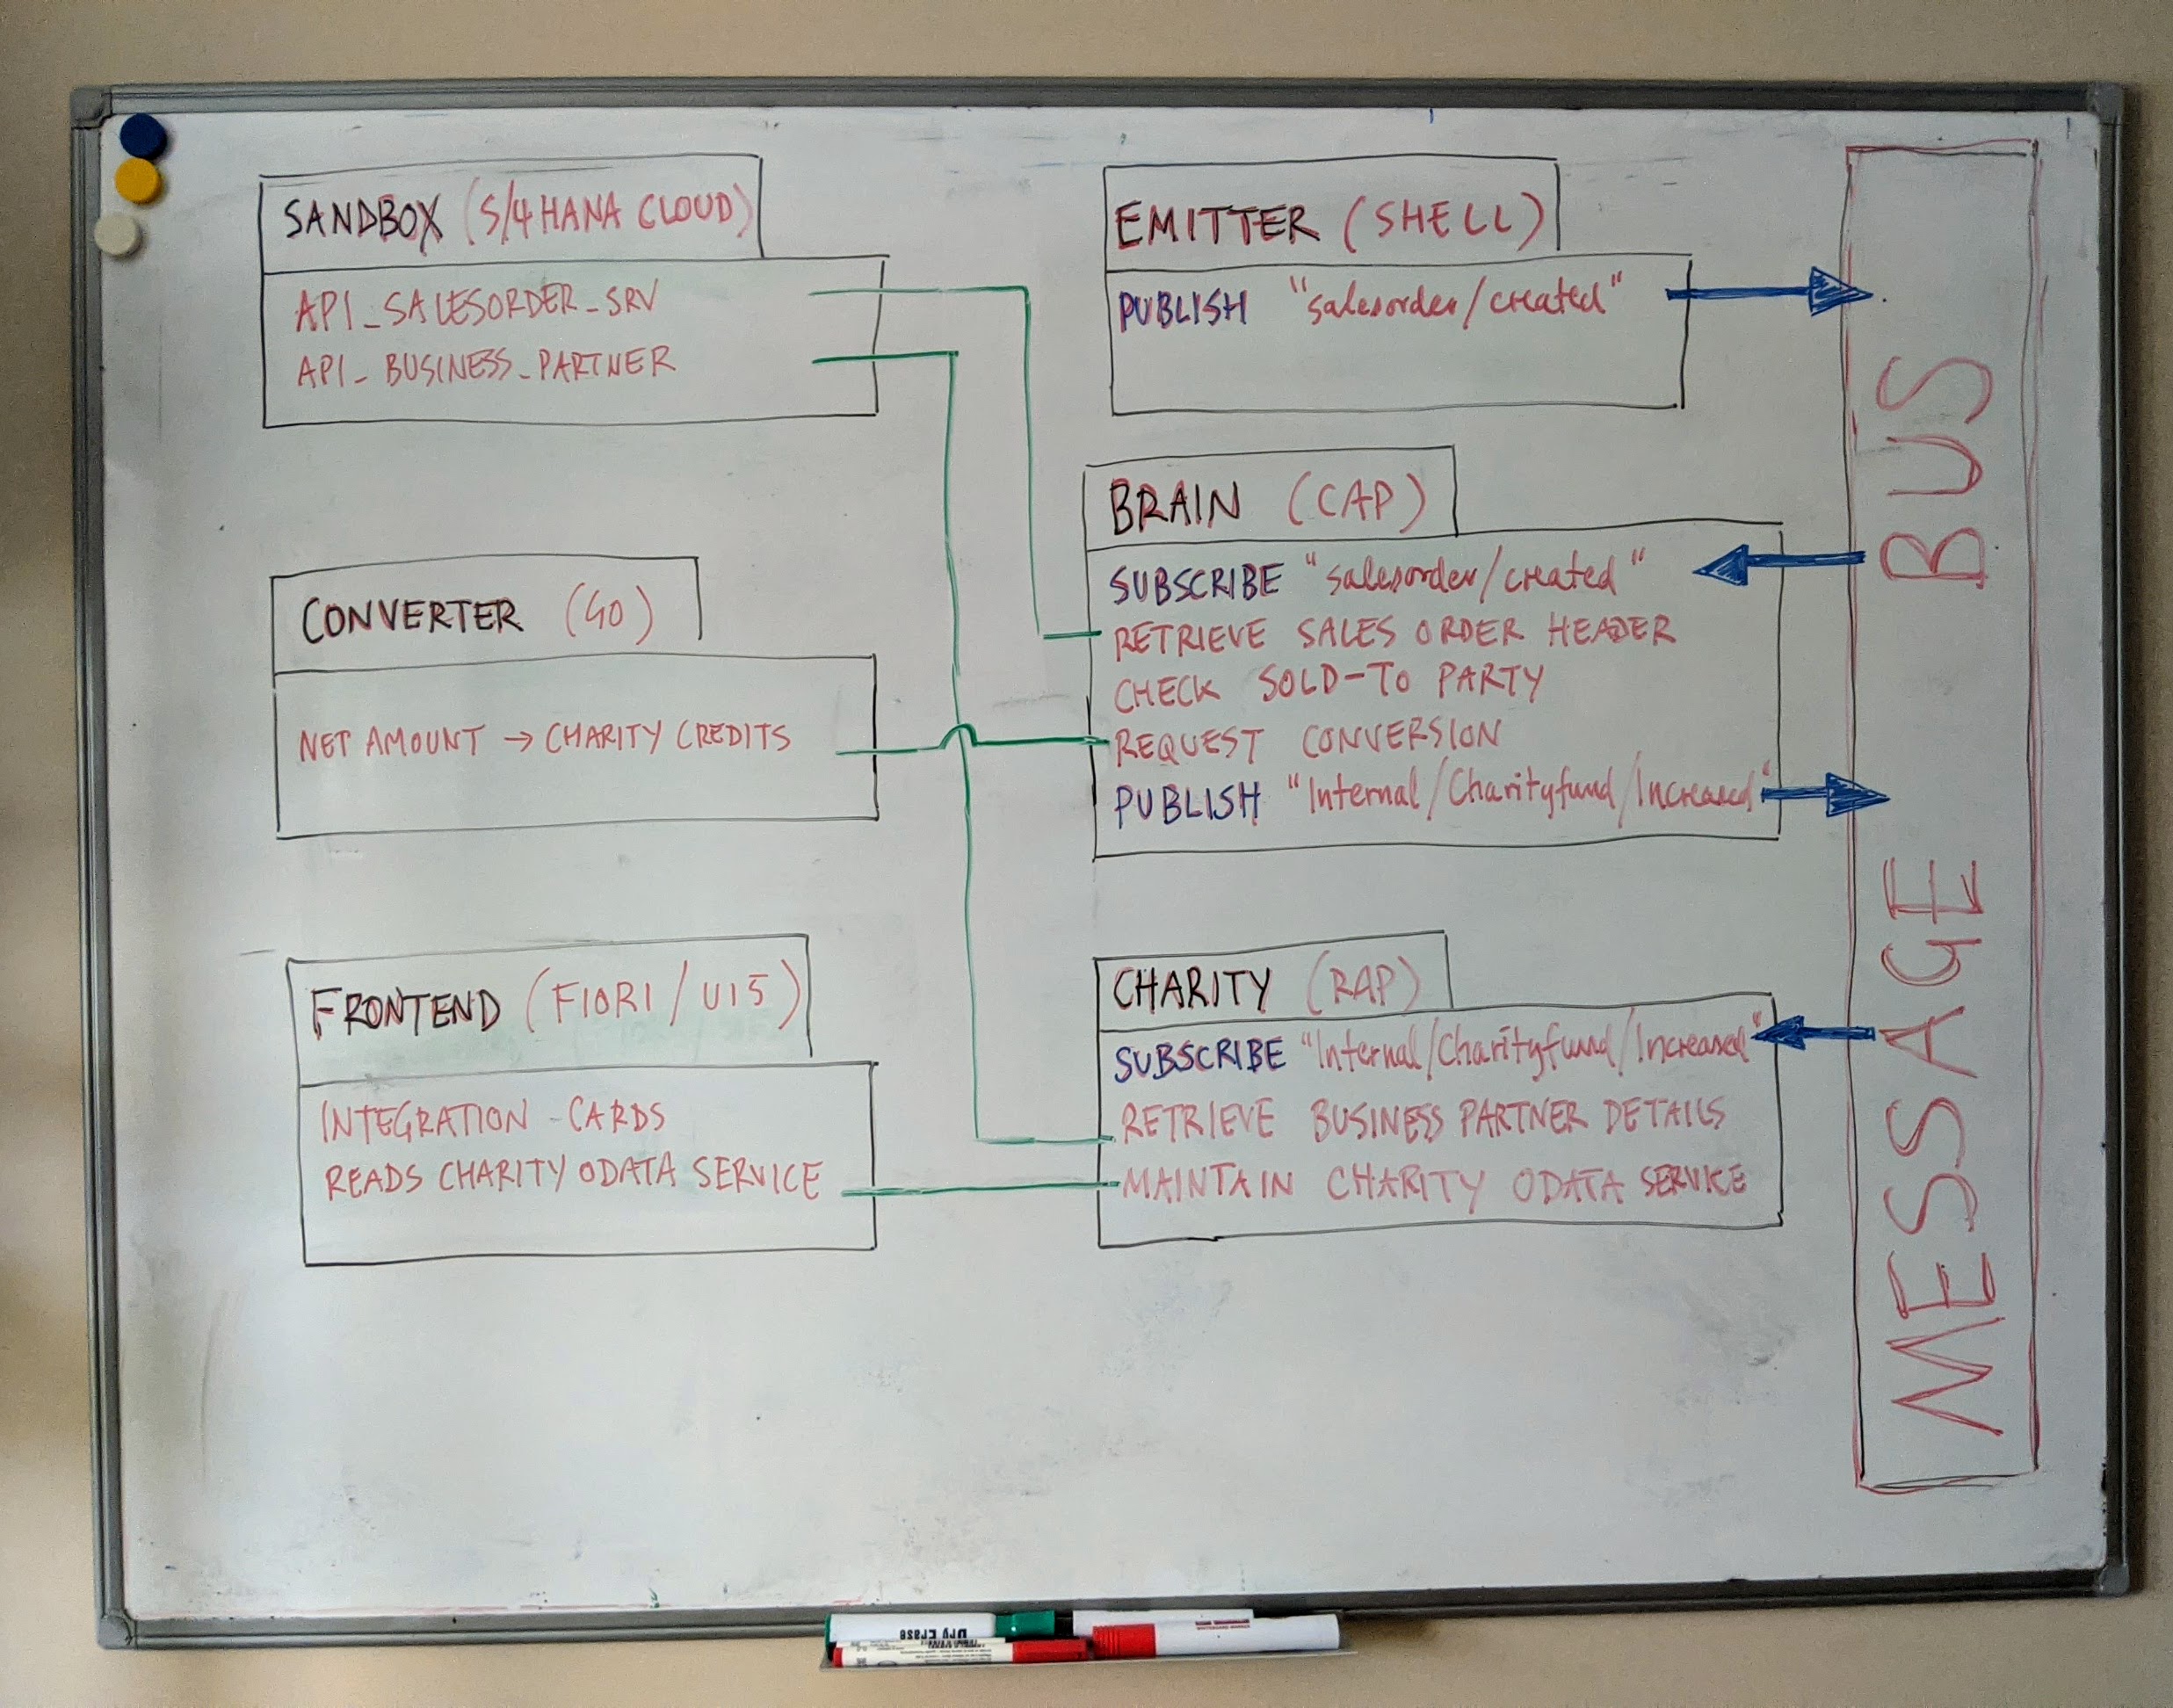 SANDBOX (S/4HANA CLOUD)
API_SALESORDER_SRV
API_BUSINESS_PARTNER
EMITTER (SHELL)
PUBLISH "salesorder/created"
BRAIN (CAP)
SUBSCRIBE "salesorder/created"
RETRIEVE SALES ORDER HEADER
CHECK SOLD-TO PARTY
REQUEST CONVERSION
PUBLISH "Internal/Charityfund/Increased"
CONVERTER (GO)
NET AMOUNT → CHARITY CREDITS
FRONTEND (FIORI/UI5)
INTEGRATION CARDS
READS CHARITY ODATA SERVICE
CHARITY (RAP)
SUBSCRIBE "Internal/Charityfund/Increased"
RETRIEVE BUSINESS PARTNER DETAILS
MAINTAIN CHARITY ODATA SERVICE
MESSAGE BUS
Dry Erase